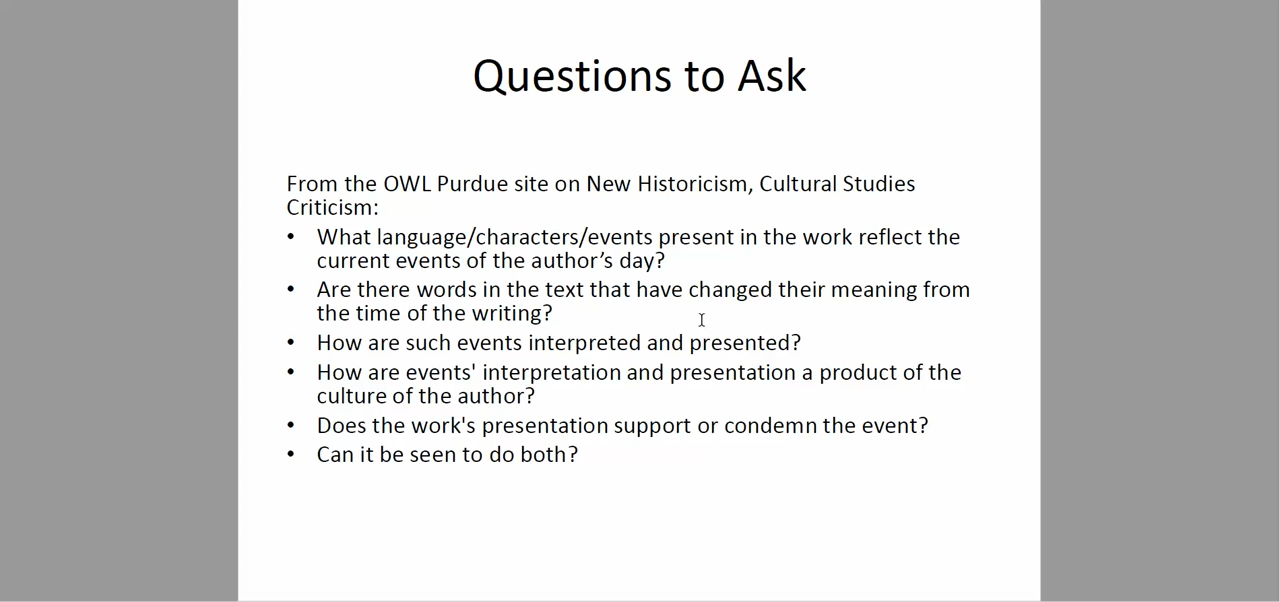 Questions to Ask
From the OWL Purdue site on New Historicism, Cultural Studies
Criticism:
• What language/characters/events present in the work reflect the
current events of the author’s day?
• Are there words in the text that have changed their meaning from
the time of the writing?
• How are such events interpreted and presented?
• How are events' interpretation and presentation a product of the
culture of the author?
• Does the work's presentation support or condemn the event?
• Can it be seen to do both?